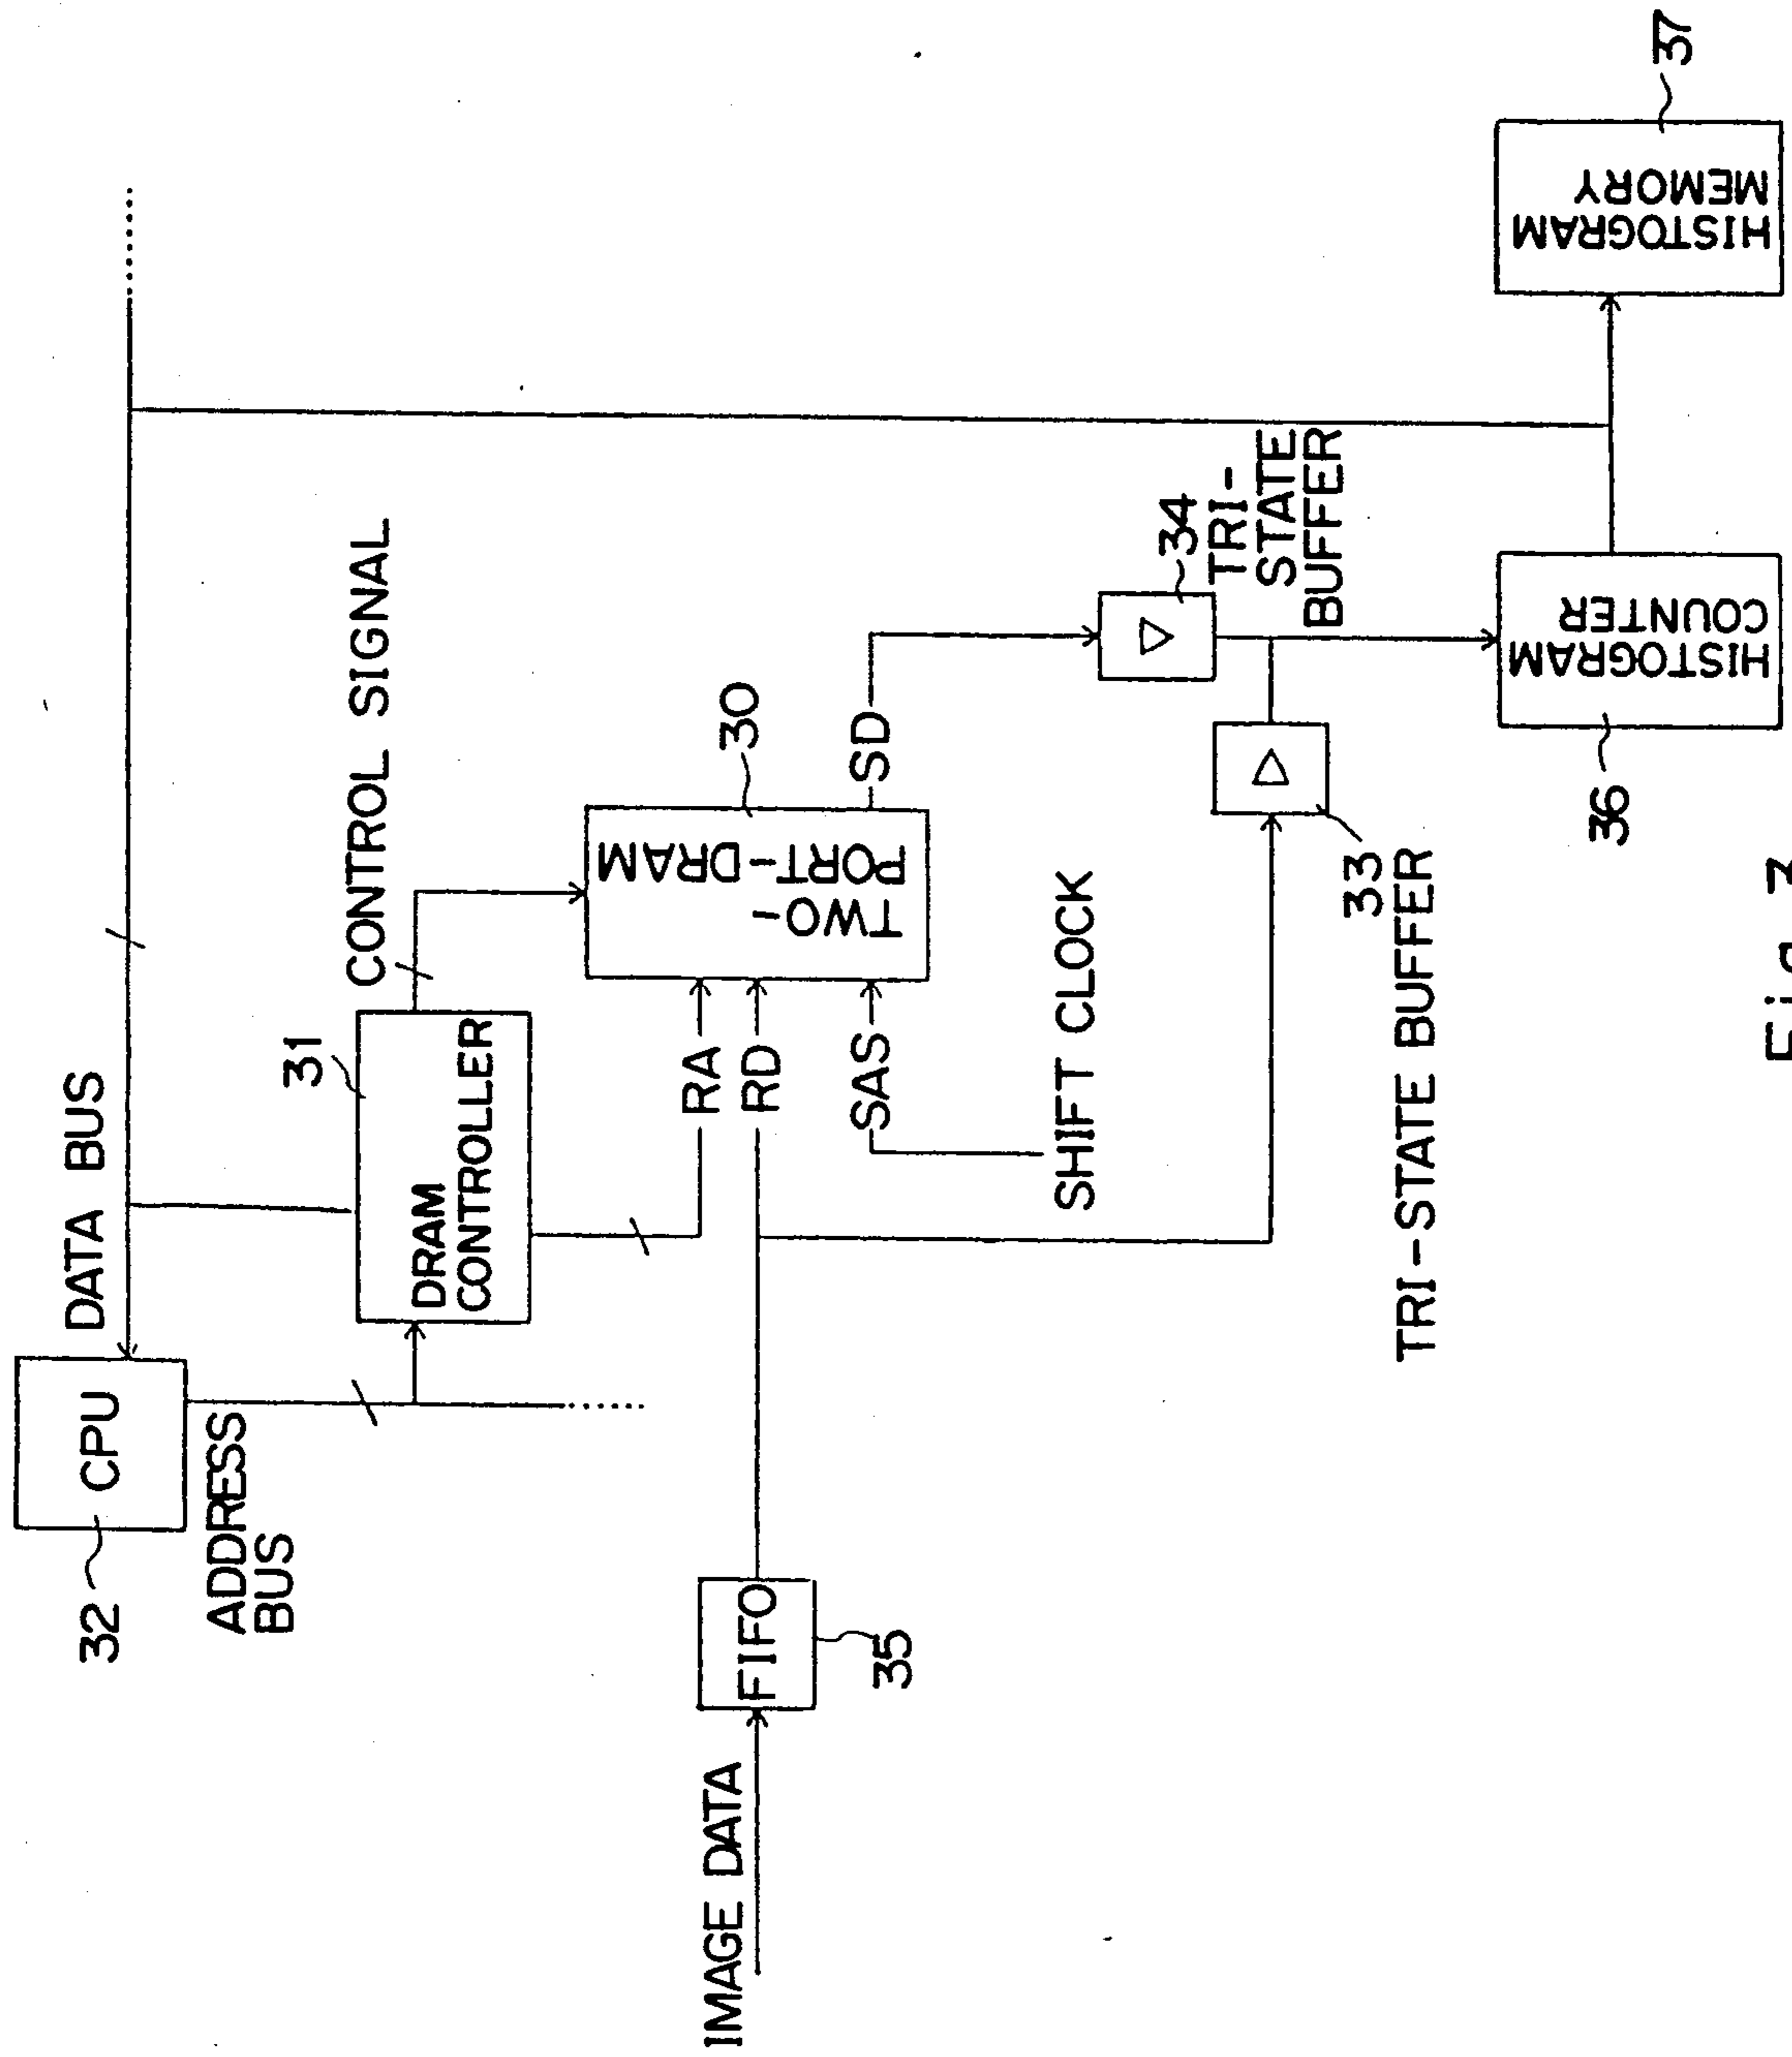 32
CPU
DATA BUS
ADDRESS
BUS
31
DRAM
CONTROLLER
CONTROL SIGNAL
IMAGE DATA
FIFO
35
RA
RD
SAS
SHIFT CLOCK
TWO-
PORT-DRAM
30
SD
34
TRI-
STATE
BUFFER
33
TRI-STATE BUFFER
36
HISTOGRAM
COUNTER
HISTOGRAM
MEMORY
37
Fig. 3